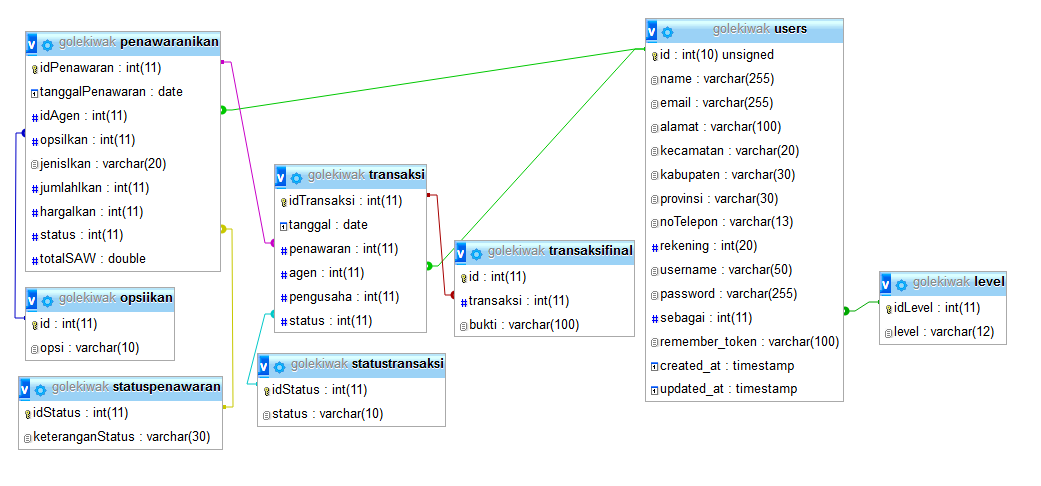 golekiwak penawaranikan
idPenawaran : int(11)
tanggalPenawaran : date
idAgen : int(11)
opsiIkan : int(11)
jenisIkan : varchar(20)
jumlahIkan : int(11)
hargaIkan : int(11)
status : int(11)
totalSAW : double
golekiwak opsiikan
id : int(11)
opsi : varchar(10)
golekiwak statuspenawaran
idStatus : int(11)
keteranganStatus : varchar(30)
golekiwak transaksi
idTransaksi : int(11)
tanggal : date
penawaran : int(11)
agen : int(11)
pengusaha : int(11)
status : int(11)
golekiwak statustransaksi
idStatus : int(11)
status : varchar(10)
golekiwak transaksifinal
id : int(11)
transaksi : int(11)
bukti : varchar(100)
golekiwak users
id : int(10) unsigned
name : varchar(255)
email : varchar(255)
alamat : varchar(100)
kecamatan : varchar(20)
kabupaten : varchar(30)
provinsi : varchar(30)
noTelepon : varchar(13)
rekening : int(20)
username : varchar(50)
password : varchar(255)
sebagai : int(11)
remember_token : varchar(100)
created_at : timestamp
updated_at : timestamp
golekiwak level
idLevel : int(11)
level : varchar(12)